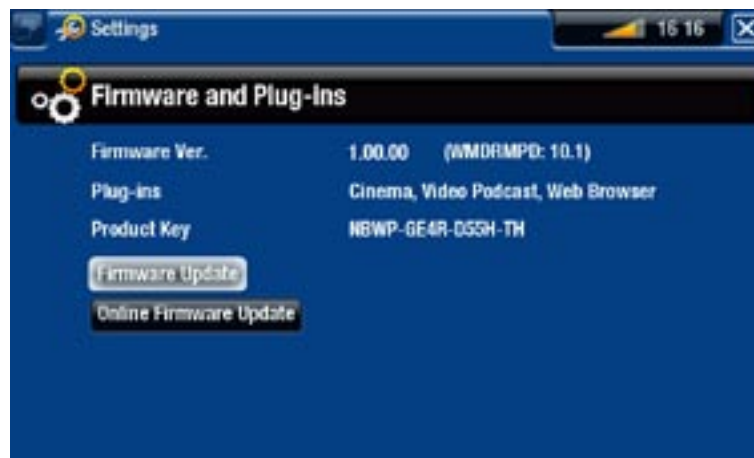 Settings
16 16
Firmware and Plug-Ins
Firmware Ver. 1.00.00 (WMDRMPD: 10.1)
Plug-ins Cinema, Video Podcast, Web Browser
Product Key NBWP-GE4R-DS5H-TH
Firmware Update
Online Firmware Update